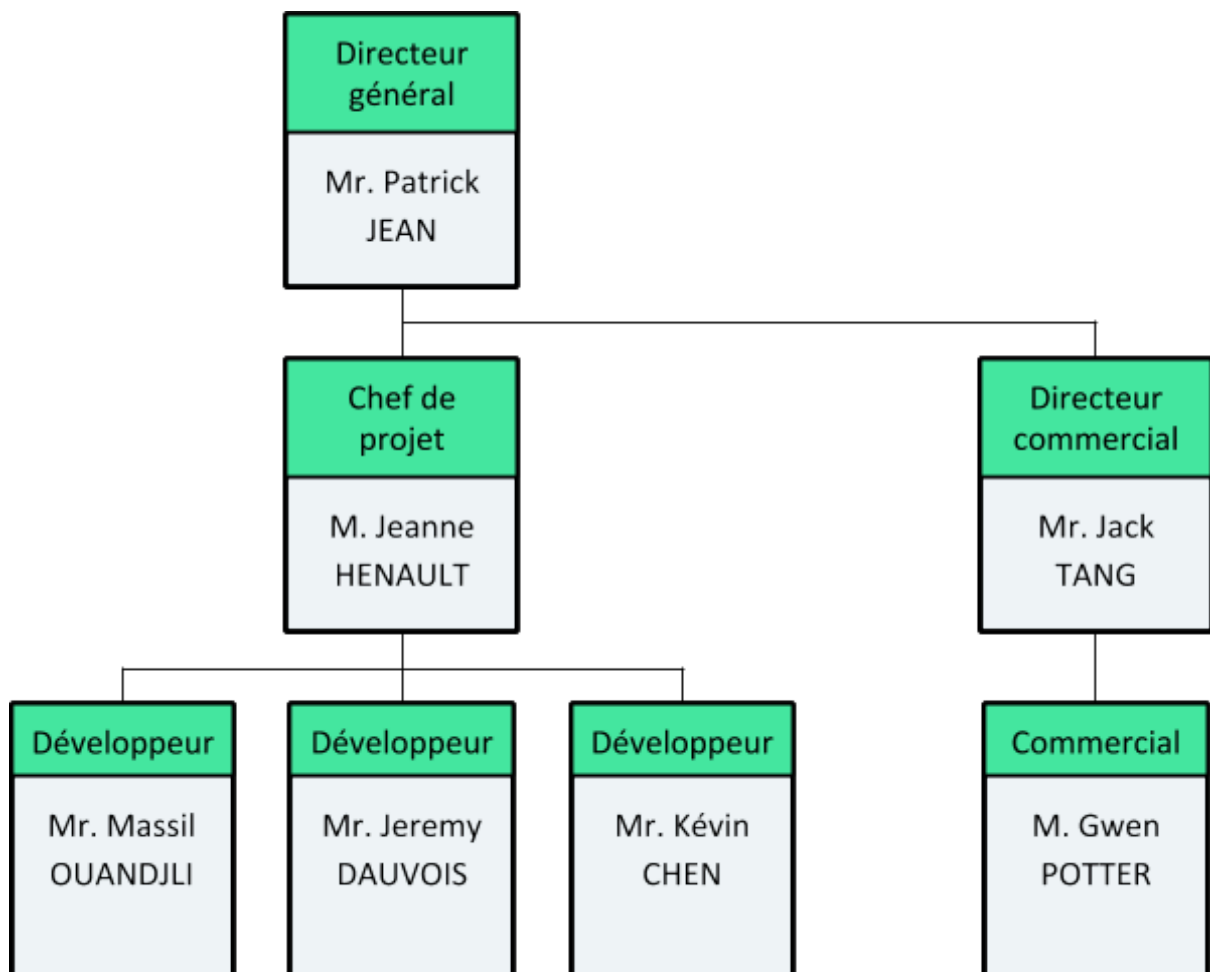 Directeur
général
Mr. Patrick
JEAN
Chef de
projet
M. Jeanne
HENAULT
Directeur
commercial
Mr. Jack
TANG
Développeur
Mr. Massil
OUANDJLI
Développeur
Mr. Jeremy
DAUVOIS
Développeur
Mr. Kévin
CHEN
Commercial
M. Gwen
POTTER